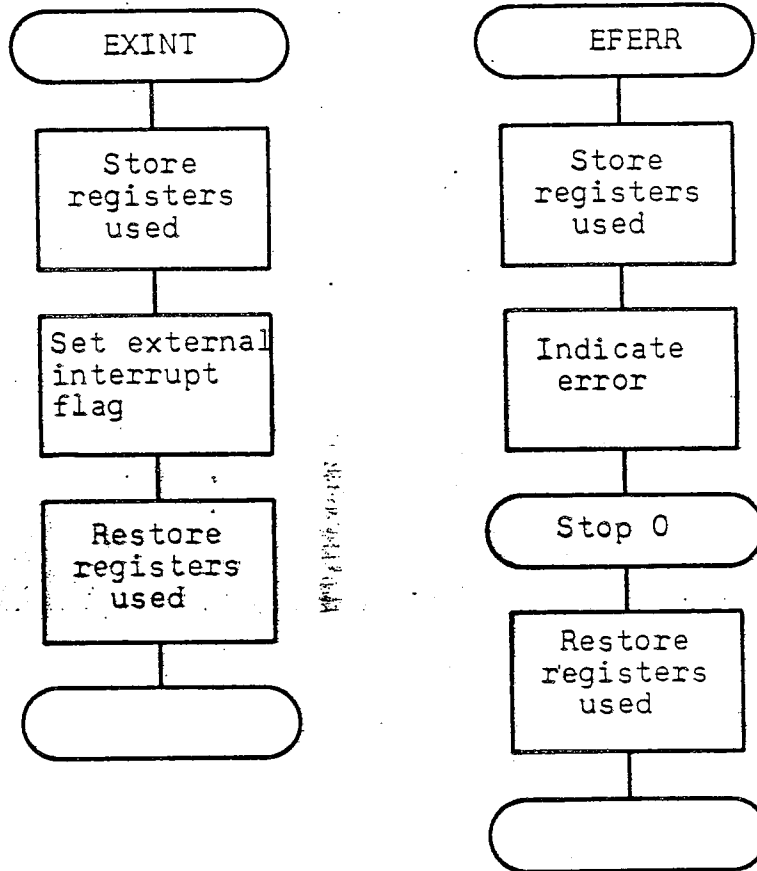 EXINT
Store
registers
used
Set external
interrupt
flag
Restore
registers
used
EFERR
Store
registers
used
Indicate
error
Stop 0
Restore
registers
used